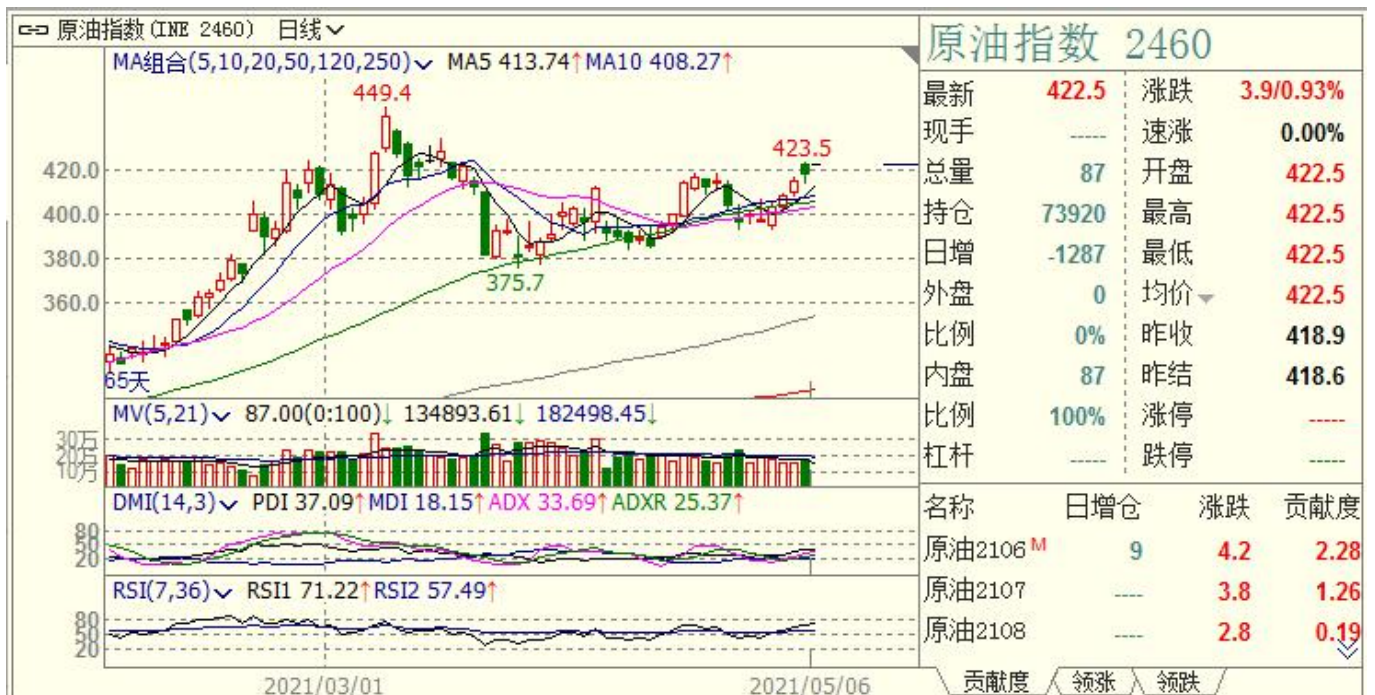 原油指数(INE 2460) 日线
MA组合(5,10,20,50,120,250) MA5 413.74↑MA10 408.27↑
449.4
423.5
420.0
400.0
380.0
375.7
360.0
65天
MV(5,21) 87.00(0:100)↓ 134893.61↓ 182498.45↓
30万
20万
10万
DMI(14,3) PDI 37.09↑MDI 18.15↑ADX 33.69↑ADXR 25.37↑
80
50
20
RSI(7,36) RSI1 71.22↑RSI2 57.49↑
80
50
20
2021/03/01 2021/05/06
原油指数 2460
最新 422.5 涨跌 3.9/0.93%
现手 ----- 速涨 0.00%
总量 87 开盘 422.5
持仓 73920 最高 422.5
日增 -1287 最低 422.5
外盘 0 均价 422.5
比例 0% 昨收 418.9
内盘 87 昨结 418.6
比例 100% 涨停 -----
杠杆 ----- 跌停 -----
名称 日增仓 涨跌 贡献度
原油2106 M 9 4.2 2.28
原油2107 ---- 3.8 1.26
原油2108 ---- 2.8 0.19
贡献度 领涨 领跌